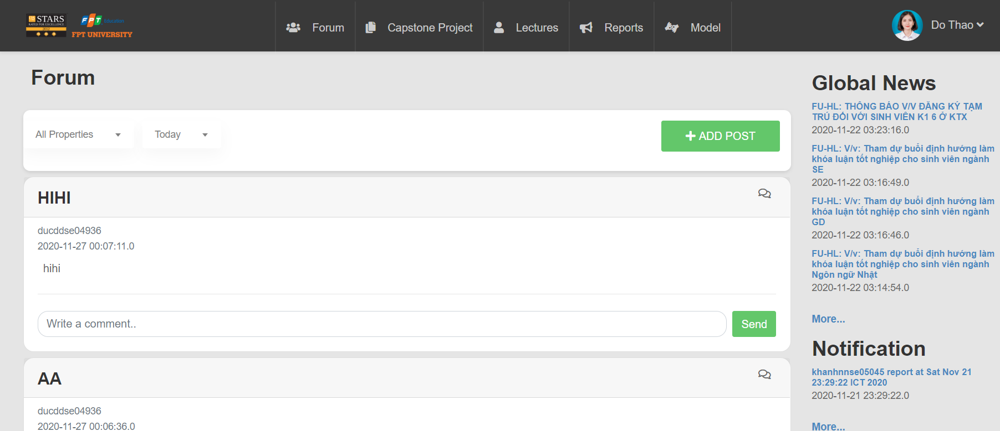 STARS
RATED FOR EXCELLENCE
2012
FPT Education
FPT UNIVERSITY
Forum
Capstone Project
Lectures
Reports
Model
Do Thao
Forum
All Properties
Today
ADD POST
HIHI
ducddse04936
2020-11-27 00:07:11.0
hihi
Write a comment..
Send
AA
ducddse04936
2020-11-27 00:06:36.0
Global News
FU-HL: THÔNG BÁO V/V ĐĂNG KÝ TẠM
TRÚ ĐỐI VỚI SINH VIÊN K1 6 Ở KTX
2020-11-22 03:23:16.0
FU-HL: V/v: Tham dự buổi định hướng làm
khóa luận tốt nghiệp cho sinh viên ngành
SE
2020-11-22 03:16:49.0
FU-HL: V/v: Tham dự buổi định hướng làm
khóa luận tốt nghiệp cho sinh viên ngành
GD
2020-11-22 03:16:46.0
FU-HL: V/v: Tham dự buổi định hướng làm
khóa luận tốt nghiệp cho sinh viên ngành
Ngôn ngữ Nhật
2020-11-22 03:14:54.0
More...
Notification
khanhnnse05045 report at Sat Nov 21
23:29:22 ICT 2020
2020-11-21 23:29:22.0
More...